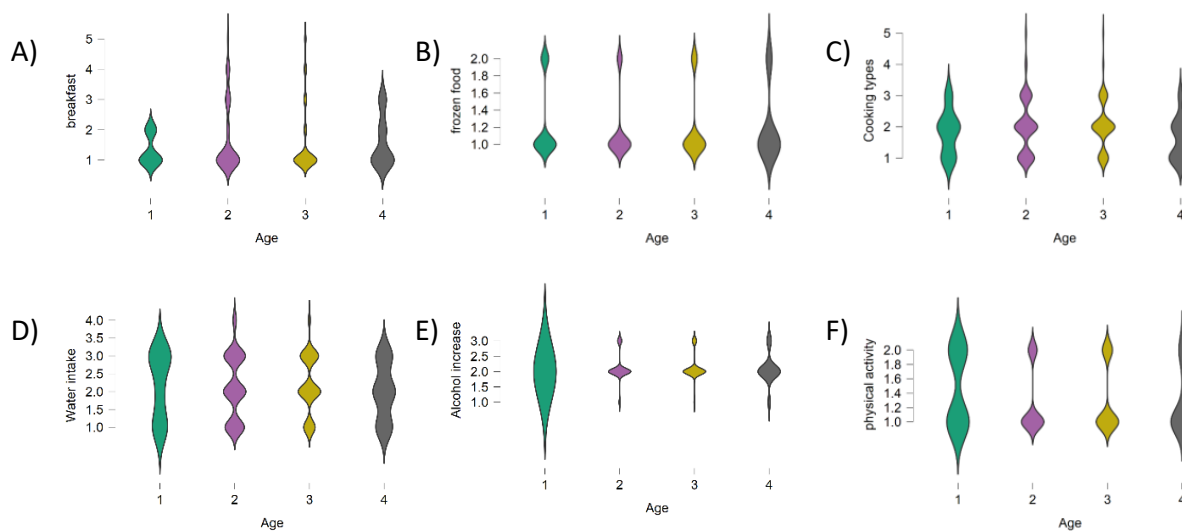 A)
breakfast
5
4
3
2
1
1 2 3 4
Age
B)
frozen food
2.0
1.8
1.6
1.4
1.2
1.0
1 2 3 4
Age
C)
Cooking types
5
4
3
2
1
1 2 3 4
Age
D)
Water intake
4.0
3.5
3.0
2.5
2.0
1.5
1.0
1 2 3 4
Age
E)
Alcohol increase
3.0
2.5
2.0
1.5
1.0
1 2 3 4
Age
F)
physical activity
2.0
1.8
1.6
1.4
1.2
1.0
1 2 3 4
Age